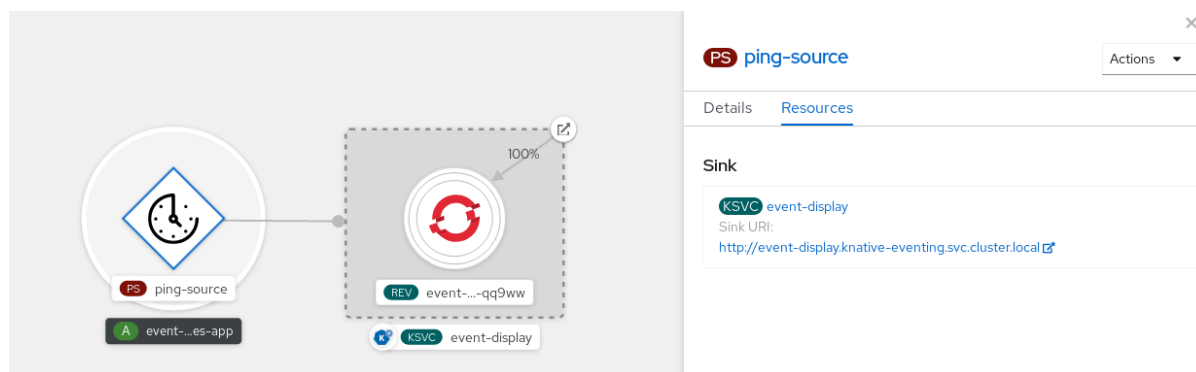 100%
PS ping-source
A event-...es-app
REV event-...-qq9ww
KSVC event-display
PS ping-source
Actions
Details Resources
Sink
KSVC event-display
Sink URI:
http://event-display.knative-eventing.svc.cluster.local